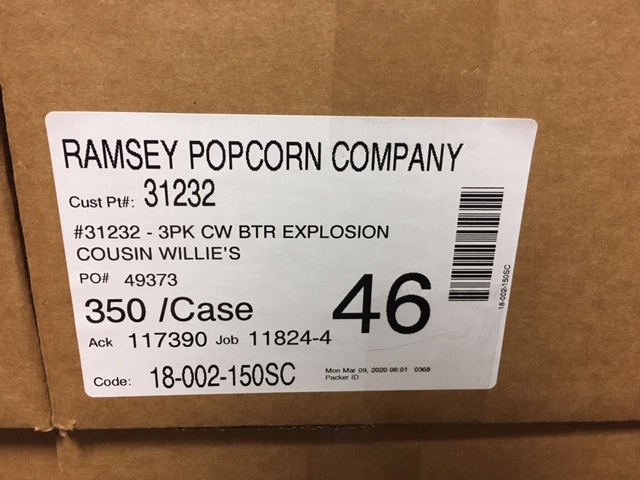 RAMSEY POPCORN COMPANY
Cust Pt#: 31232
#31232 - 3PK CW BTR EXPLOSION
COUSIN WILLIE'S
PO# 49373
350 /Case
46
Ack 117390 Job 11824-4
Code: 18-002-150SC
Mon Mar 09, 2020 06:01 0368
Packer ID
18-002-150SC